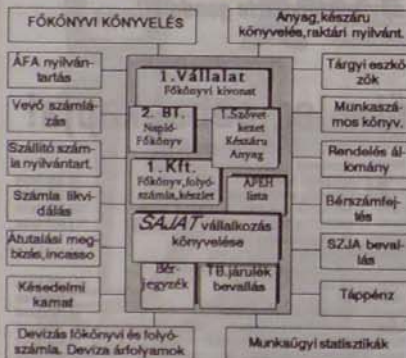 FŐKÖNYVI KÖNYVELÉS
Anyag,készáru
könyvelés,raktári nyilvánt.
ÁFA nyilván-
tartás
Vevő számlá-
zás
Szállító szám-
la nyilvántart.
Számla likvi-
dálás
Átutalási meg-
bízás,incasso
Késedelmi
kamat
Devizás főkönyvi és folyó-
számla. Deviza árfolyamok
1.Vállalat
Főkönyvi kivonat
2. BT.
Napló-
Főkönyv
1.Szövet-
kezet
Készáru
Anyag
1.Kft.
Főkönyv,folyó-
számla,készlet
APEH
lista
SAJAT vállalkozás
könyvelése
Bér-
jegyzék
TB.járulék
bevallás
Tárgyi eszkö-
zök
Munkaszá-
mos könyv.
Rendelés ál-
lomány
Bérszámfej-
tés
SZJA beval-
lás
Táppénz
Munkaügyi statisztikák